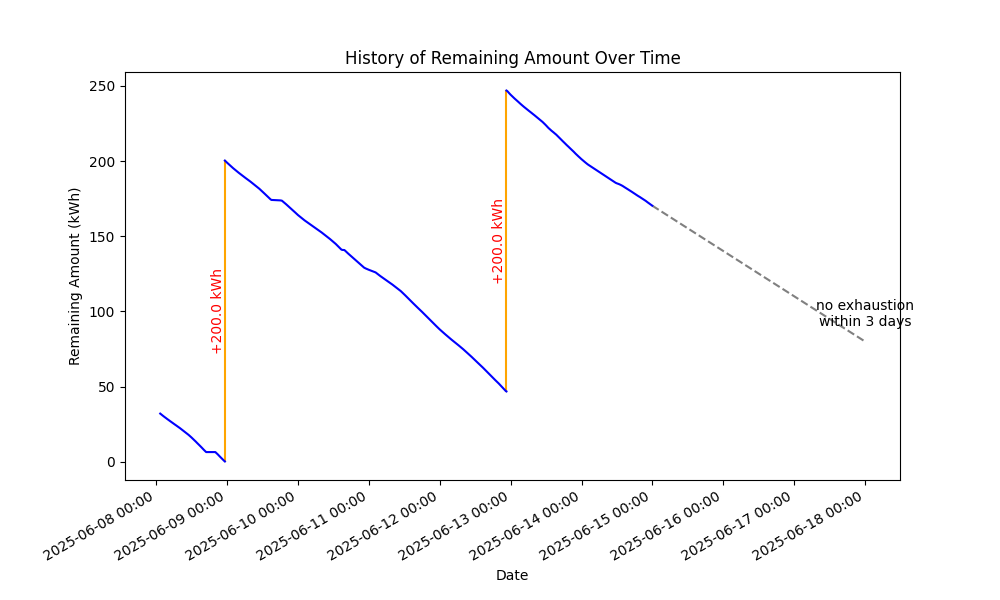 History of Remaining Amount Over Time
Remaining Amount (kWh)
250
200
150
100
50
0
+200.0 kWh
+200.0 kWh
no exhaustion
within 3 days
2025-06-08 00:00
2025-06-09 00:00
2025-06-10 00:00
2025-06-11 00:00
2025-06-12 00:00
2025-06-13 00:00
2025-06-14 00:00
2025-06-15 00:00
2025-06-16 00:00
2025-06-17 00:00
2025-06-18 00:00
Date